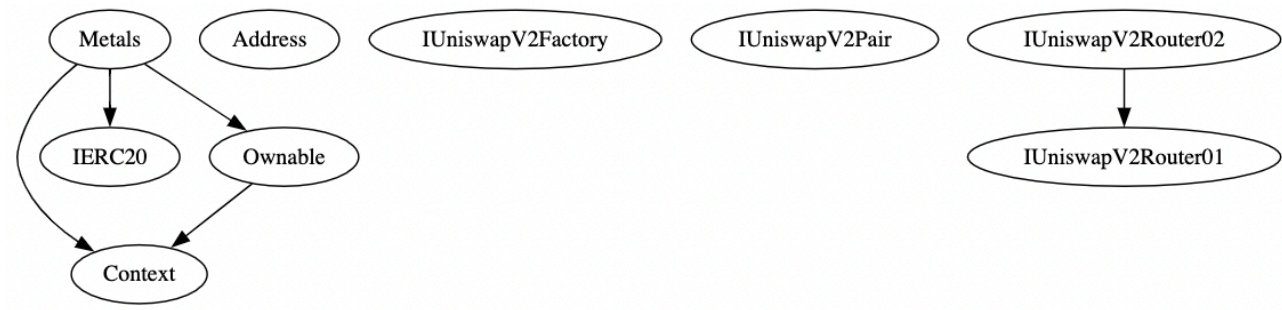 Metals
Address
IUniswapV2Factory
IUniswapV2Pair
IUniswapV2Router02
IERC20
Ownable
IUniswapV2Router01
Context